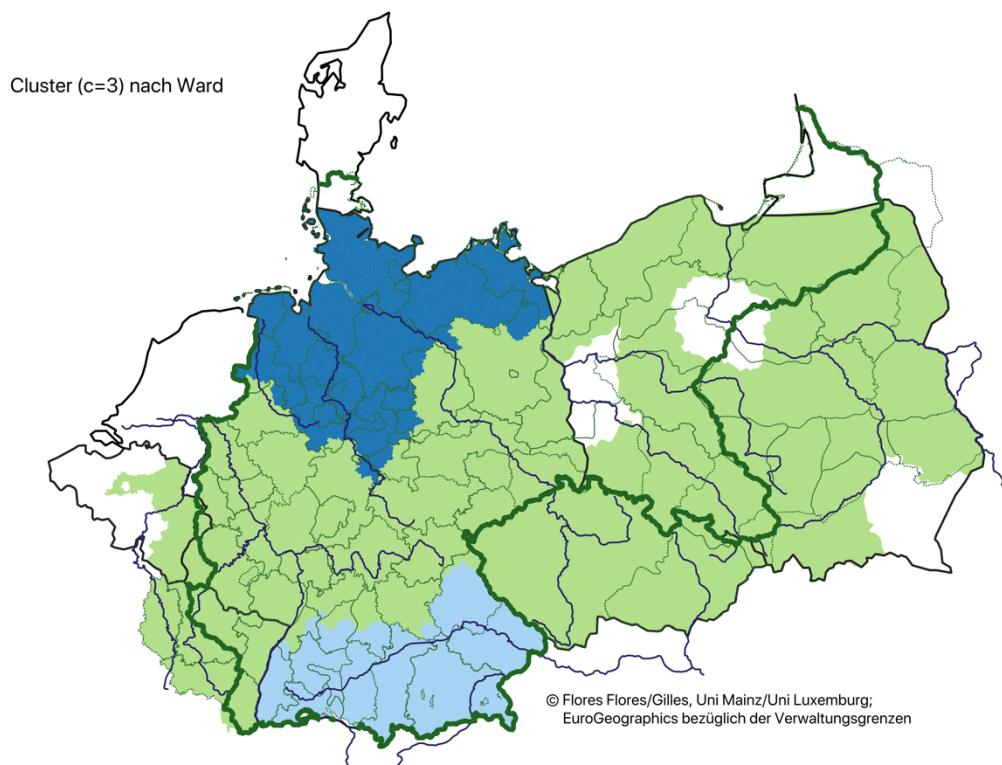 Cluster (c=3) nach Ward
© Flores Flores/Gilles, Uni Mainz/Uni Luxemburg;
EuroGeographics bezüglich der Verwaltungsgrenzen